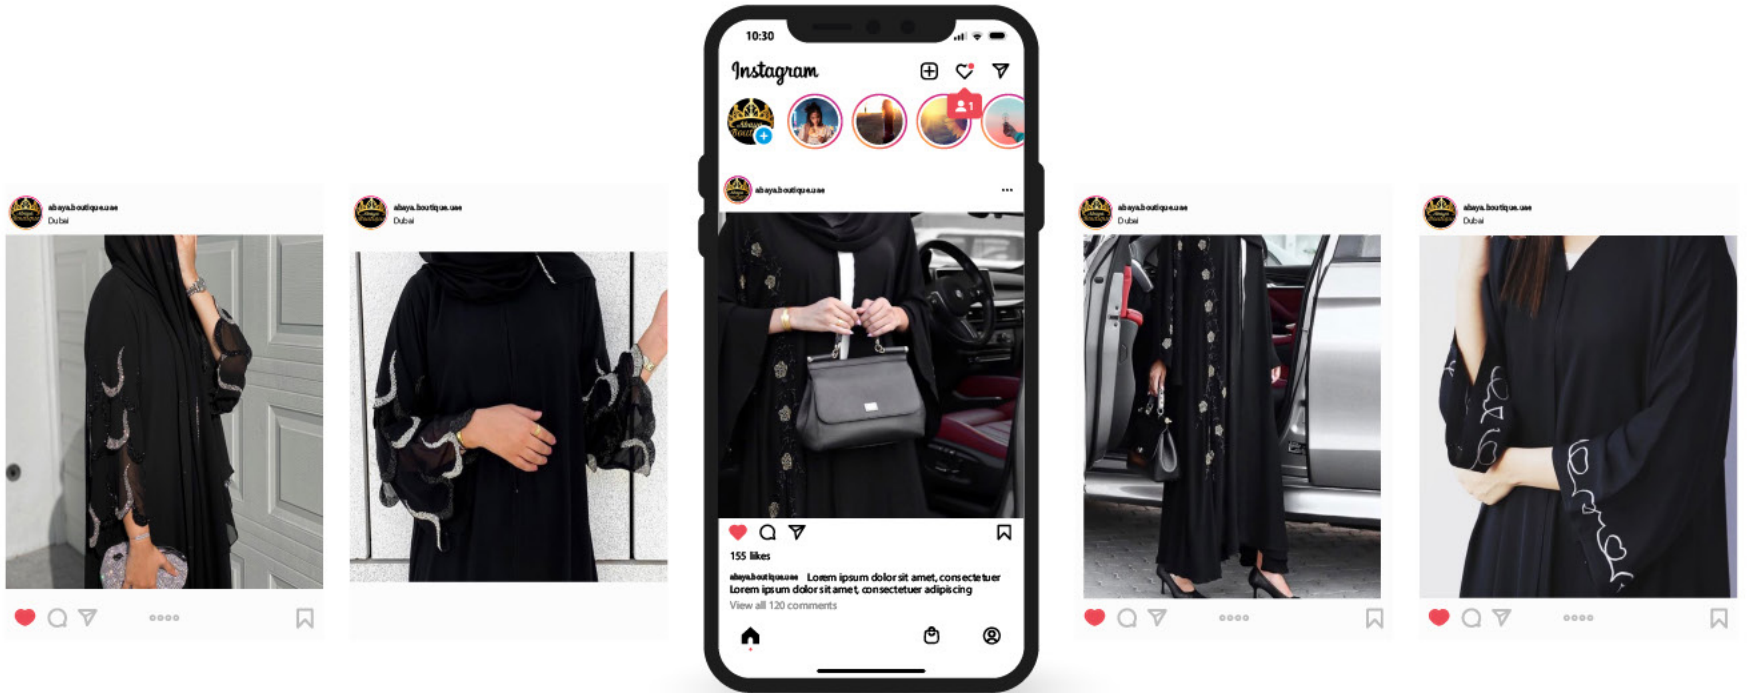 abaya.boutique.uae
Dubai
abaya.boutique.uae
Dubai
10:30
Instagram
Abaya
1
abaya.boutique.uae
155 likes
abaya.boutique.uae Lorem ipsum dolor sit amet, consectetuer
Lorem ipsum dolor sit amet, consectetuer adipiscing
View all 120 comments
abaya.boutique.uae
Dubai
abaya.boutique.uae
Dubai